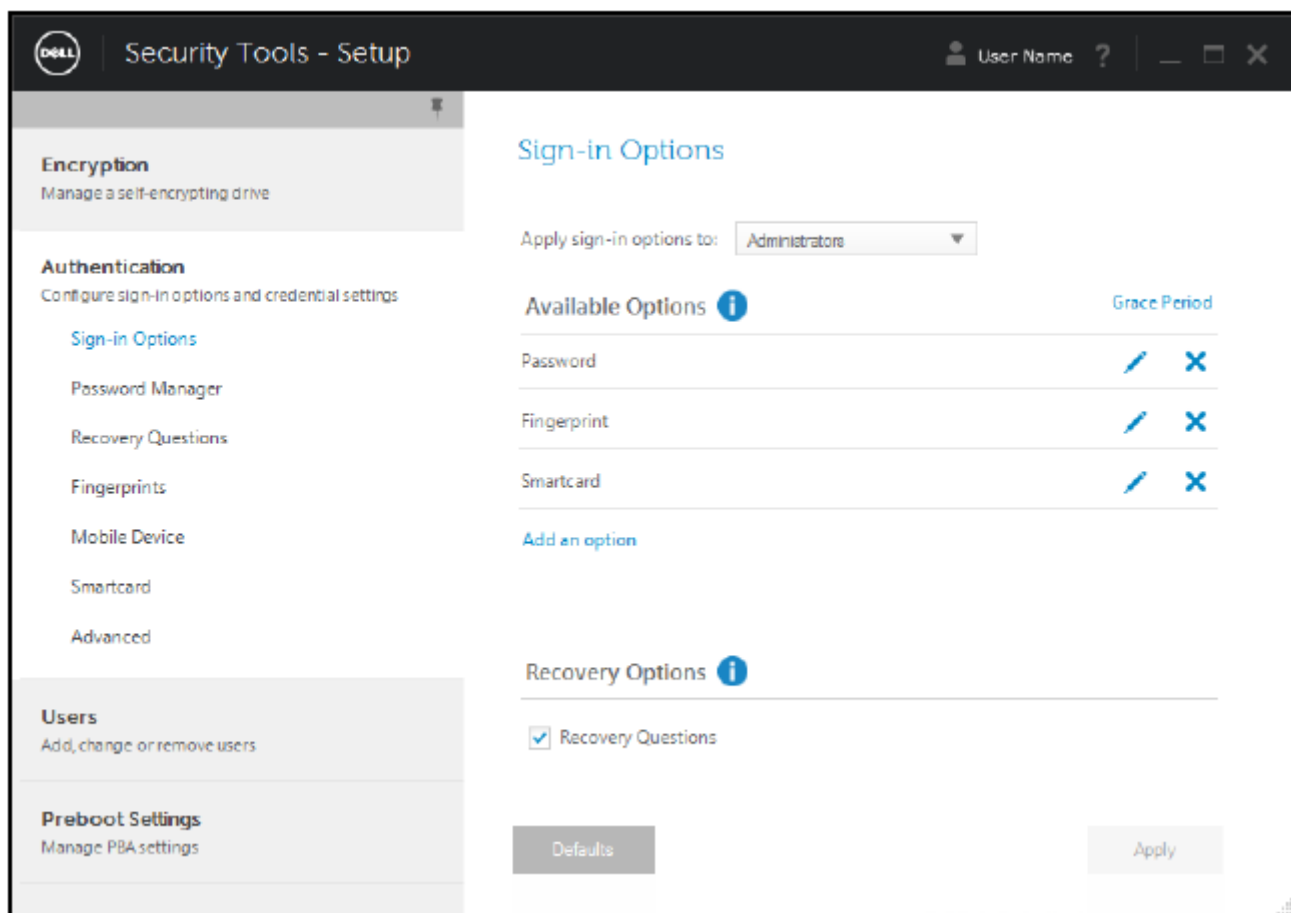 DELL
Security Tools - Setup
User Name ?
Encryption
Manage a self-encrypting drive
Authentication
Configure sign-in options and credential settings
Sign-in Options
Password Manager
Recovery Questions
Fingerprints
Mobile Device
Smartcard
Advanced
Users
Add, change or remove users
Preboot Settings
Manage PBA settings
Sign-in Options
Apply sign-in options to: Administrators
Available Options i
Grace Period
Password
Fingerprint
Smartcard
Add an option
Recovery Options i
Recovery Questions
Defaults
Apply